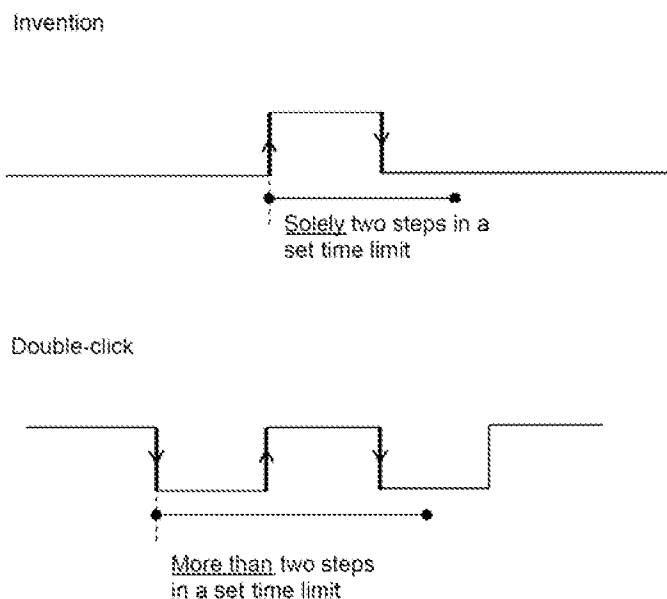 Invention
Solely two steps in a
set time limit
Double-click
More than two steps
in a set time limit